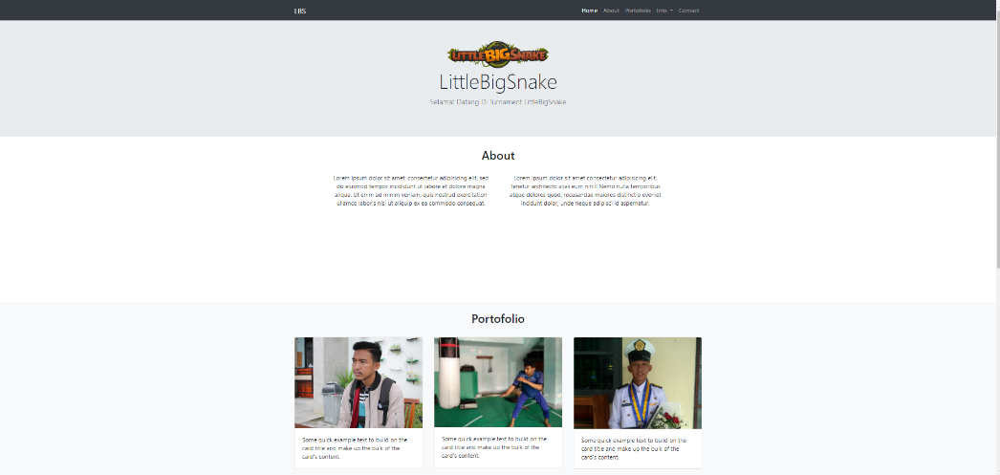 LBS
Home About Portofolio Info Contact
LITTLEBIGSNAKE
LittleBigSnake
Selamat Datang Di Turnament LittleBigSnake
About
Lorem ipsum dolor sit amet, consectetur adipisicing elit, sed
do eiusmod tempor incididunt ut labore et dolore magna
aliqua. Ut enim ad minim veniam, quis nostrud exercitation
ullamco laboris nisi ut aliquip ex ea commodo consequat.
Lorem ipsum dolor sit amet consectetur adipisicing elit.
Tenetur architecto alias eum nihil! Nemo nulla temporibus
atque dolores quod, recusandae maiores distinctio eveniet
incidunt dolor, unde neque adipisci id aspernatur.
Portofolio
Some quick example text to build on the
card title and make up the bulk of the
card's content.
Some quick example text to build on the
card title and make up the bulk of the
card's content.
Some quick example text to build on the
card title and make up the bulk of the
card's content.